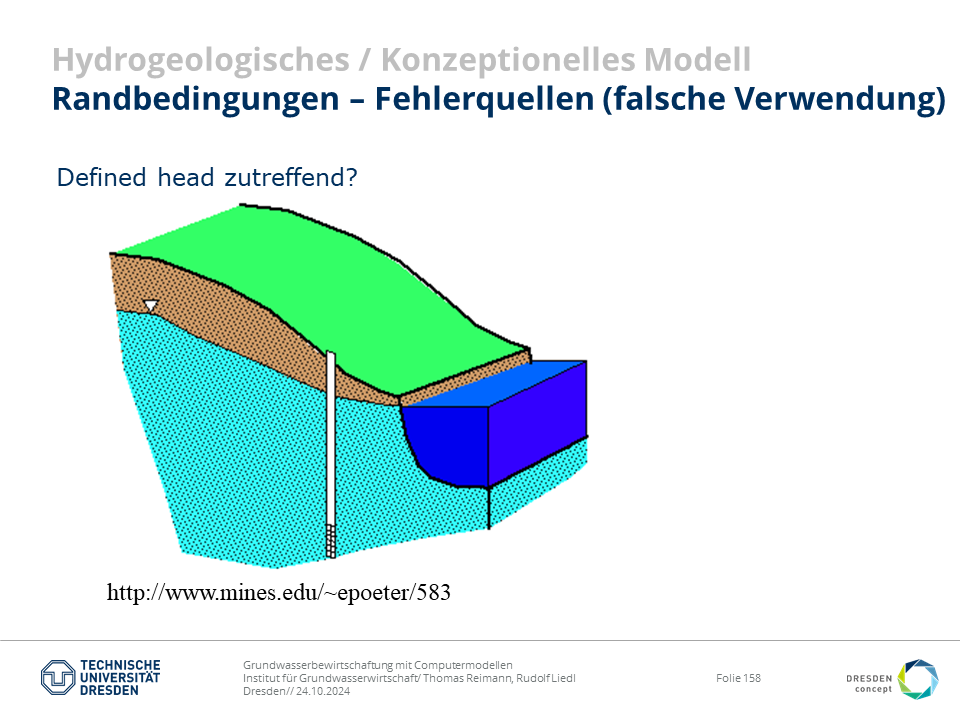 Hydrogeologisches / Konzeptionelles Modell
Randbedingungen – Fehlerquellen (falsche Verwendung)
Defined head zutreffend?
http://www.mines.edu/~epoeter/583
TECHNISCHE
UNIVERSITÄT
DRESDEN
Grundwasserbewirtschaftung mit Computermodellen
Institut für Grundwasserwirtschaft/ Thomas Reimann, Rudolf Liedl
Dresden// 24.10.2024
Folie 158
DRESDEN
concept